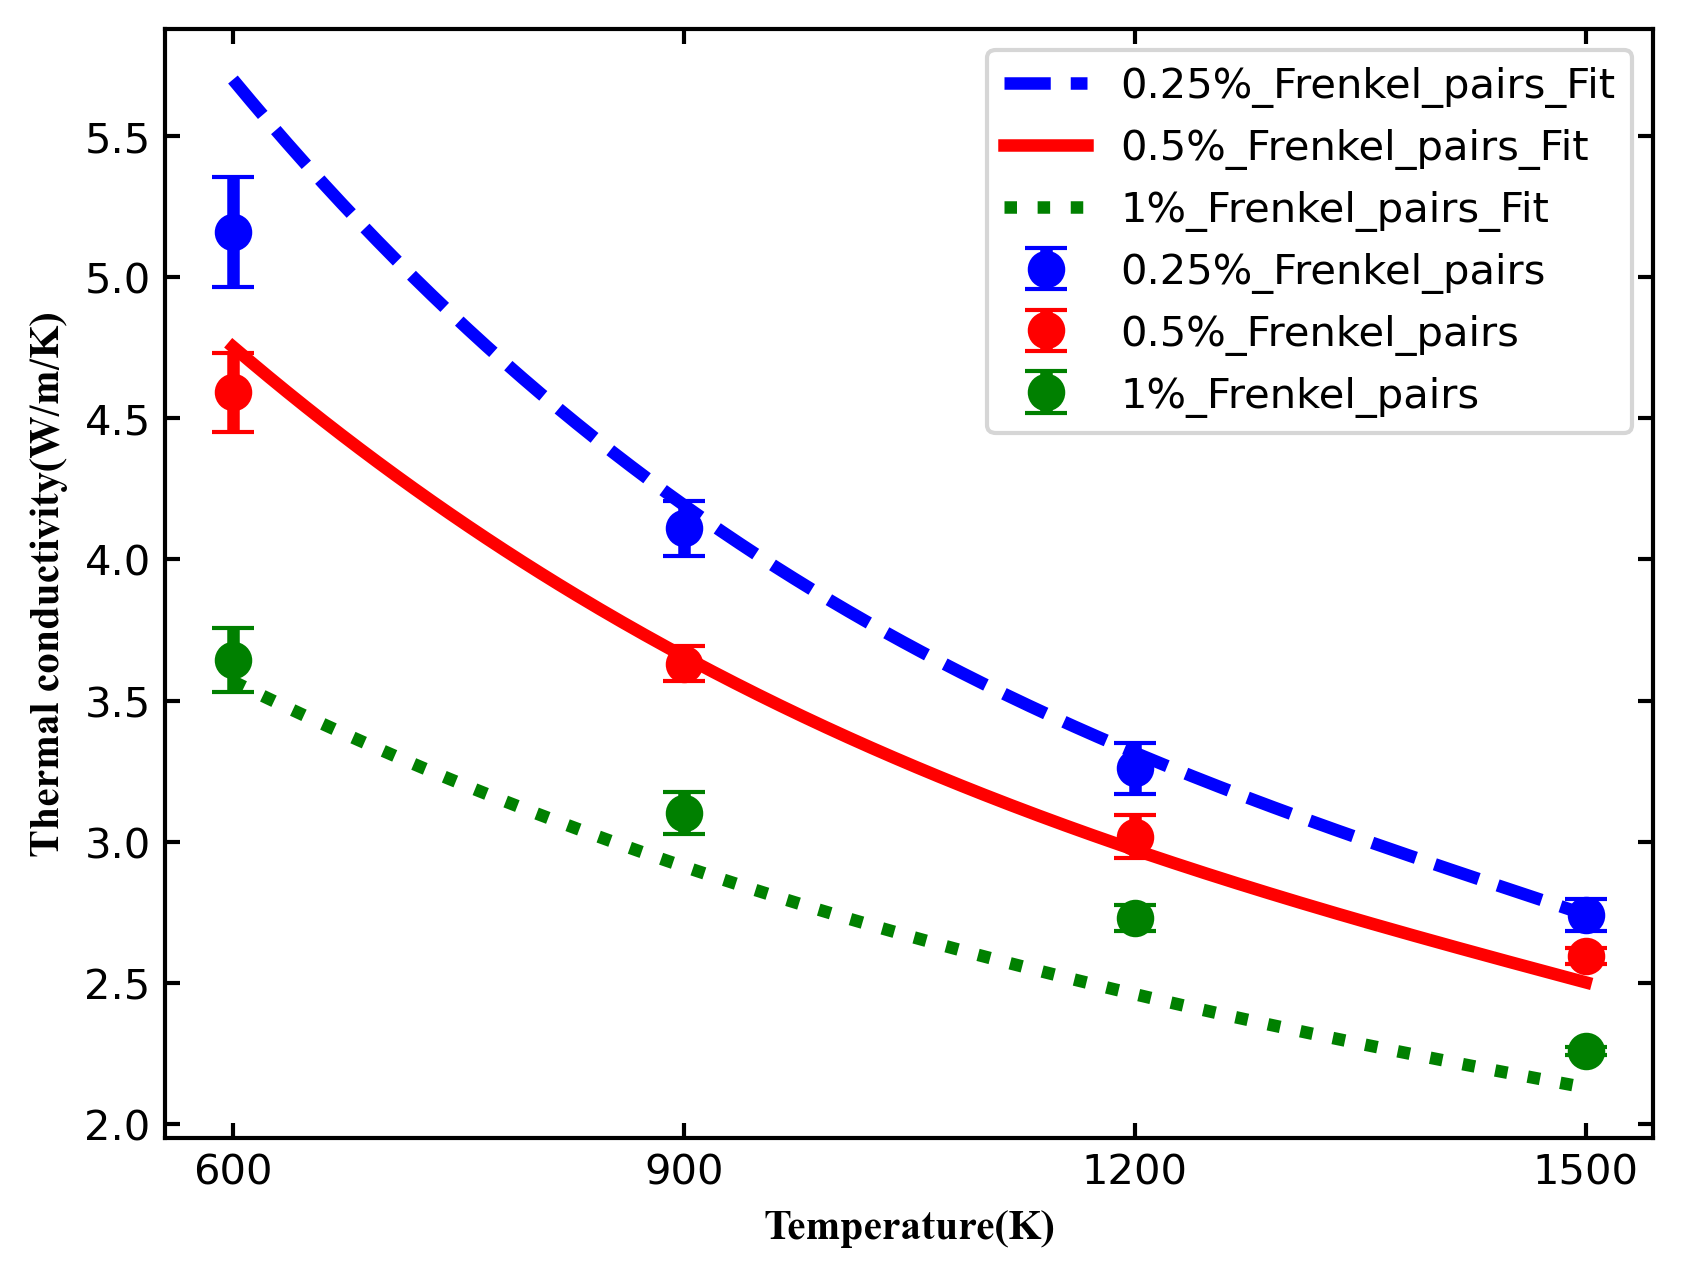 0.25%_Frenkel_pairs_Fit
0.5%_Frenkel_pairs_Fit
1%_Frenkel_pairs_Fit
0.25%_Frenkel_pairs
0.5%_Frenkel_pairs
1%_Frenkel_pairs
5.5
5.0
4.5
4.0
3.5
3.0
2.5
2.0
Thermal conductivity(W/m/K)
600 900 1200 1500
Temperature(K)